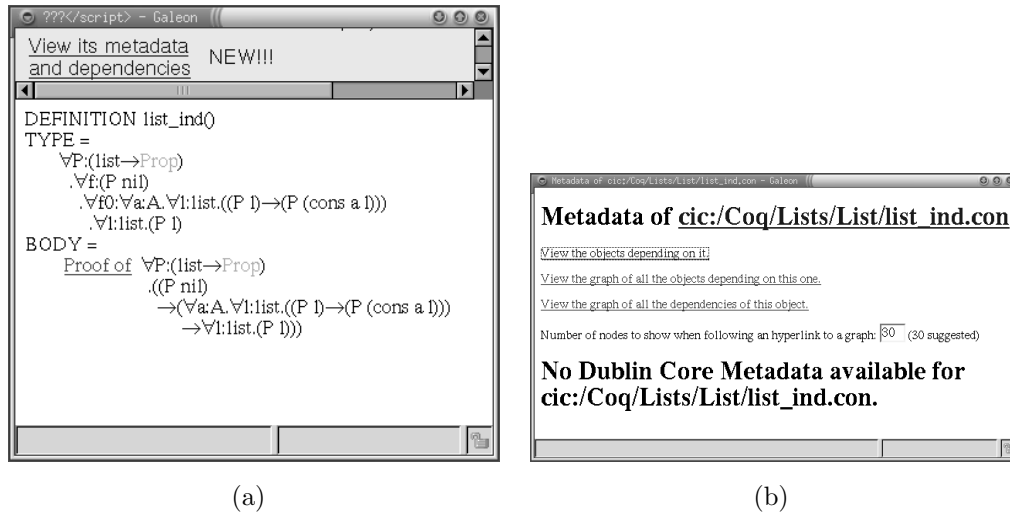 ???</script> - Galeon
View its metadata
and dependencies
NEW!!!
DEFINITION list_ind()
TYPE =
∀P:(list→Prop)
.∀f:(P nil)
.∀f0:∀a:A.∀l:list.((P l)→(P (cons a l)))
.∀l:list.(P l)
BODY =
Proof of ∀P:(list→Prop)
.((P nil)
→(∀a:A.∀l:list.((P l)→(P (cons a l)))
→∀l:list.(P l)))
(a)
Metadata of cic:/Coq/Lists/List/list_ind.con - Galeon
Metadata of cic:/Coq/Lists/List/list_ind.con
View the objects depending on it.
View the graph of all the objects depending on this one.
View the graph of all the dependencies of this object.
Number of nodes to show when following an hyperlink to a graph: 30 (30 suggested)
No Dublin Core Metadata available for
cic:/Coq/Lists/List/list_ind.con.
(b)